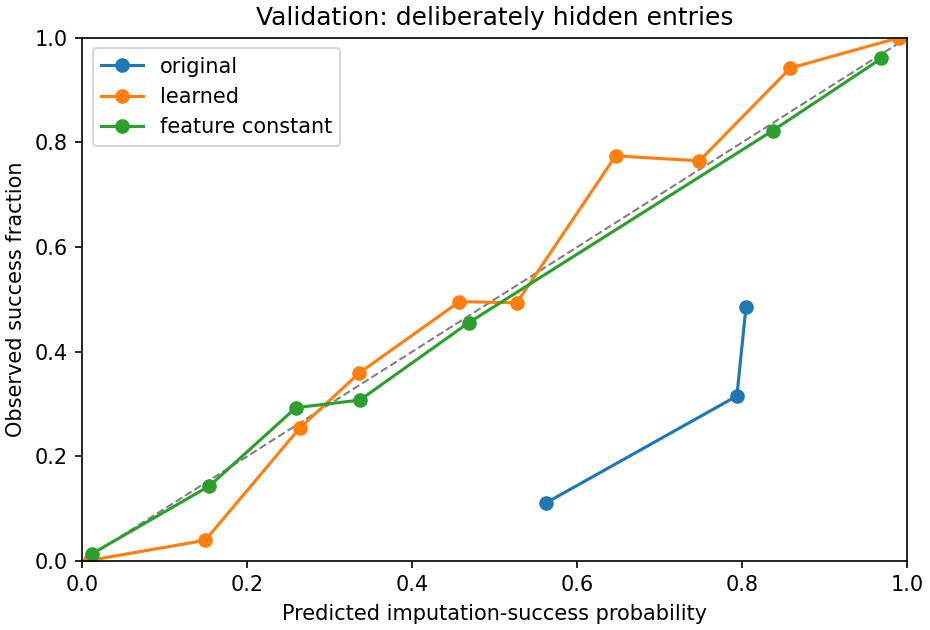 Validation: deliberately hidden entries
original
learned
feature constant
Observed success fraction
1.0
0.8
0.6
0.4
0.2
0.0
0.0 0.2 0.4 0.6 0.8 1.0
Predicted imputation-success probability